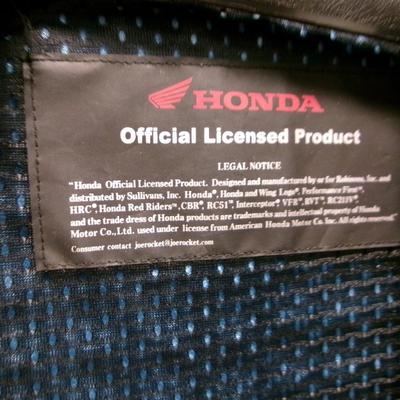 HONDA
Official Licensed Product
LEGAL NOTICE
"Honda Official Licensed Product. Designed and manufactured by or for Robisons, Inc. and
distributed by Sullivans, Inc. Honda®, Honda and Wing Logo®, Performance First™,
HRC®, Honda Red Riders™, CBR®, RC51™, Interceptor®, VFR®, RVT®, RC211V®,
and the trade dress of Honda products are trademarks and intellectual property of Honda
Motor Co.,Ltd. used under license from American Honda Motor Co. Inc. All rights reserved."
Consumer contact joerocket@joerocket.com